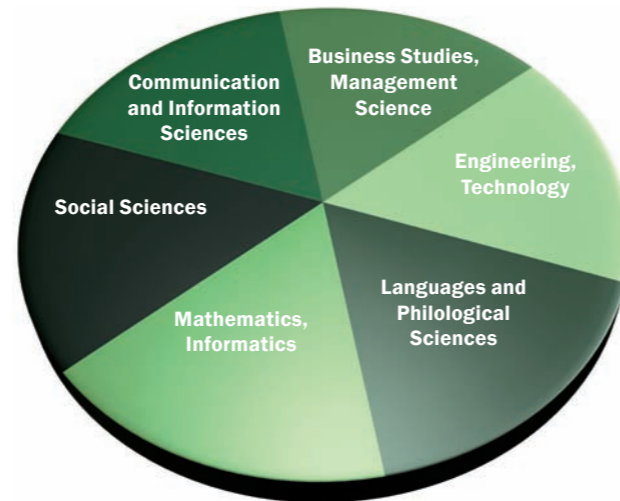 Business Studies,
Management
Science
Communication
and Information
Sciences
Engineering,
Technology
Social Sciences
Languages and
Philological
Sciences
Mathematics,
Informatics